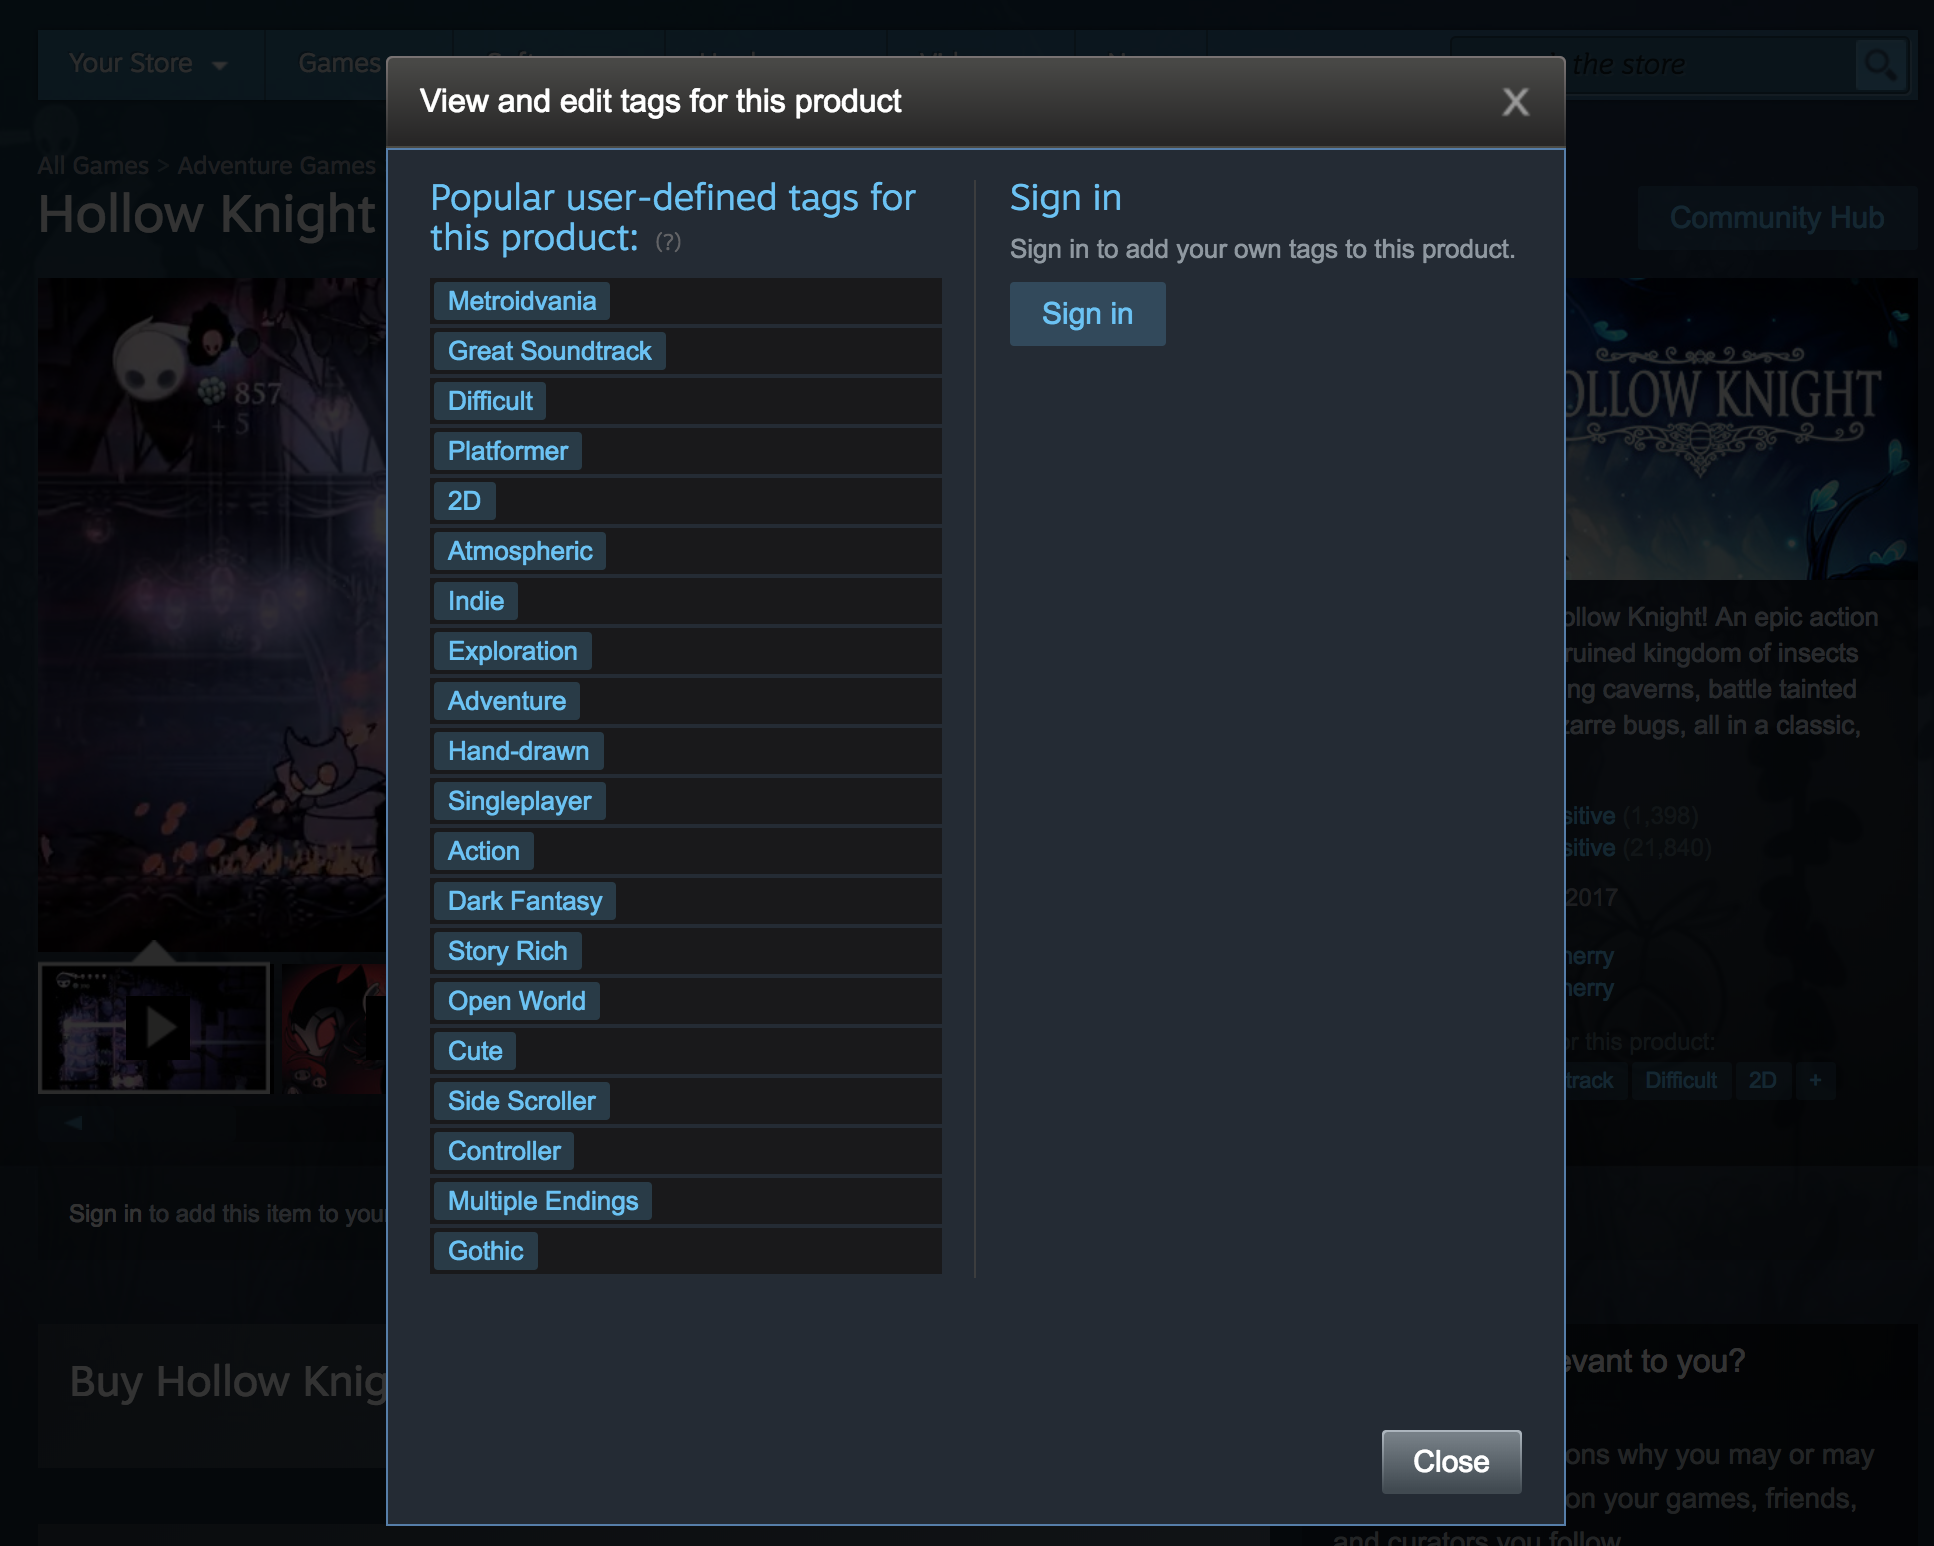 Your Store
Games
the store
View and edit tags for this product
X
All Games > Adventure Games
Hollow Knight
Community Hub
Popular user-defined tags for
this product: (?)
Metroidvania
Great Soundtrack
Difficult
Platformer
2D
Atmospheric
Indie
Exploration
Adventure
Hand-drawn
Singleplayer
Action
Dark Fantasy
Story Rich
Open World
Cute
Side Scroller
Controller
Multiple Endings
Gothic
Sign in
Sign in to add your own tags to this product.
Sign in
Close
857
+ 5
OLLOW KNIGHT
ollow Knight! An epic action
ruined kingdom of insects
ng caverns, battle tainted
zarre bugs, all in a classic,
sitive (1,398)
sitive (21,840)
2017
herry
herry
or this product:
track Difficult 2D +
Sign in to add this item to your
Buy Hollow Knig
evant to you?
ons why you may or may
on your games, friends,
and curators you follow